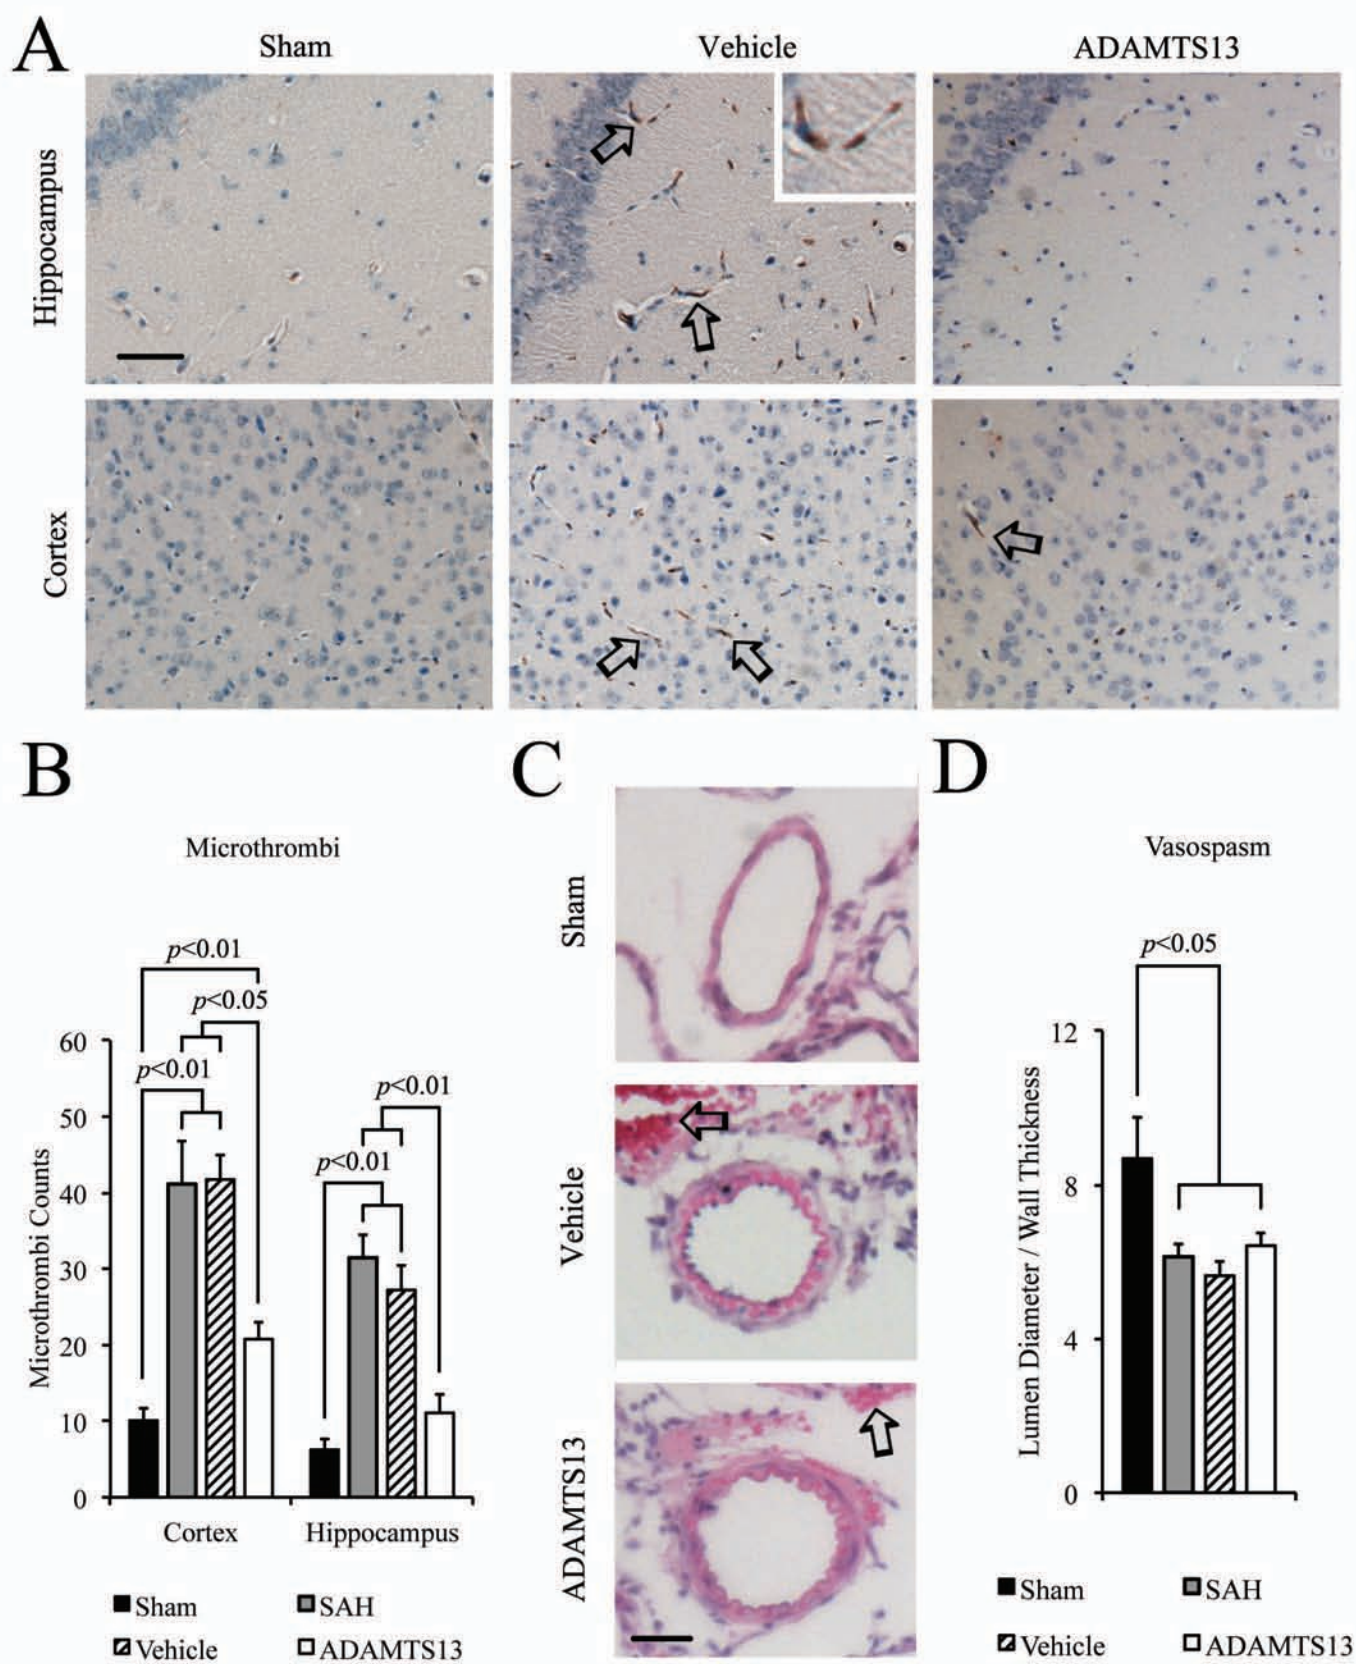 A
Sham
Vehicle
ADAMTS13
Hippocampus
Cortex
B
Microthrombi
p<0.01
p<0.05
p<0.01
p<0.01
p<0.01
60
50
40
30
20
10
0
Microthrombi Counts
Cortex
Hippocampus
Sham
SAH
Vehicle
ADAMTS13
C
Sham
Vehicle
ADAMTS13
D
Vasospasm
p<0.05
12
8
4
0
Lumen Diameter / Wall Thickness
Sham
SAH
Vehicle
ADAMTS13